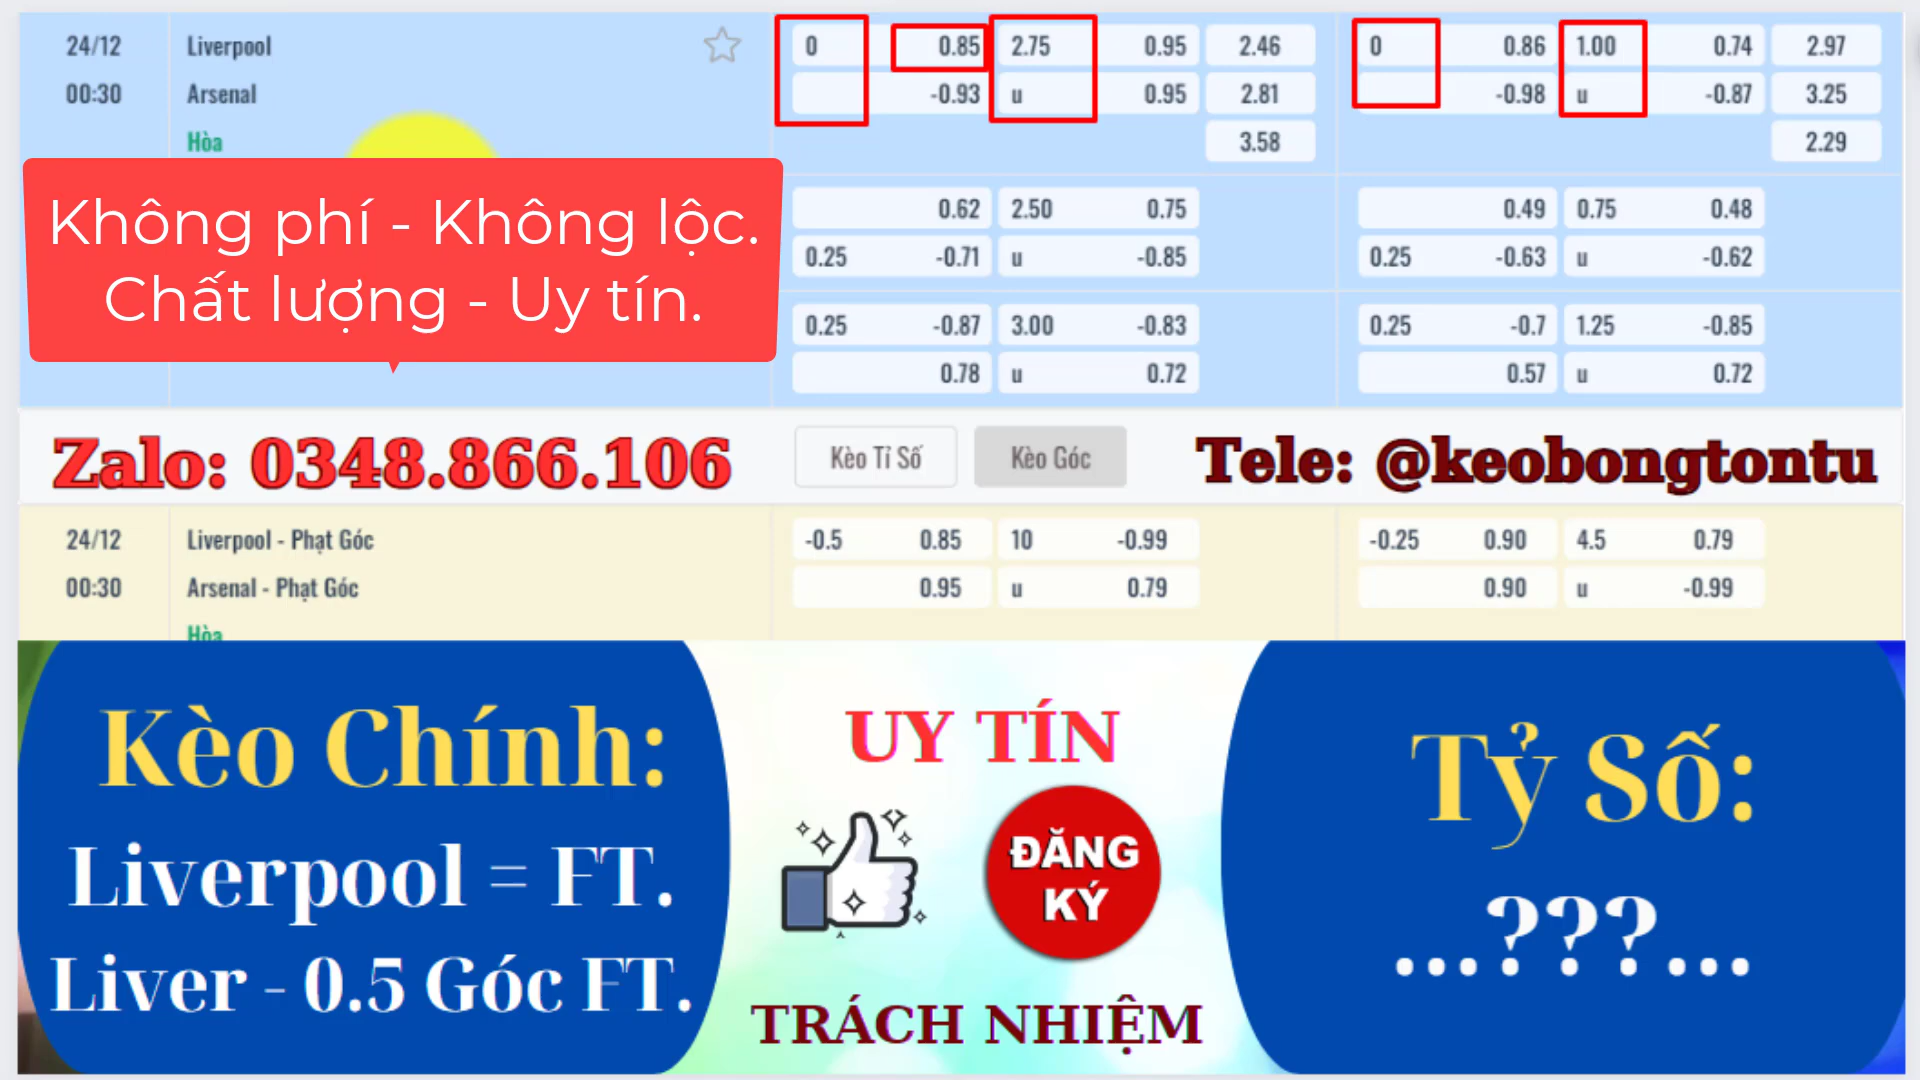 24/12 Liverpool 0 0.85 2.75 0.95 2.46 0 0.86 1.00 0.74 2.97
00:30 Arsenal -0.93 u 0.95 2.81 -0.98 u -0.87 3.25
Hòa 3.58 2.29
Không phí - Không lộc.
Chất lượng - Uy tín.
0.62 2.50 0.75 0.49 0.75 0.48
0.25 -0.71 u -0.85 0.25 -0.63 u -0.62
0.25 -0.87 3.00 -0.83 0.25 -0.7 1.25 -0.85
0.78 u 0.72 0.57 u 0.72
Zalo: 0348.866.106 Kèo Tỉ Số Kèo Góc Tele: @keobongtontu
24/12 Liverpool - Phạt Góc -0.5 0.85 10 -0.99 -0.25 0.90 4.5 0.79
00:30 Arsenal - Phạt Góc 0.95 u 0.79 0.90 u -0.99
Hòa
Kèo Chính:
Liverpool = FT.
Liver - 0.5 Góc FT.
UY TÍN
ĐĂNG
KÝ
TRÁCH NHIỆM
Tỷ Số:
...???...